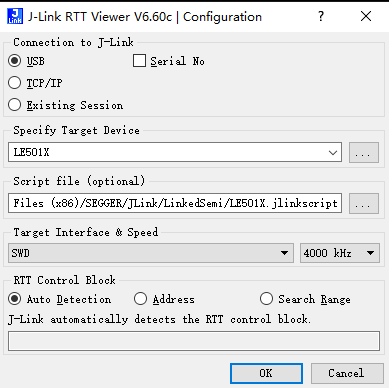 J-Link RTT Viewer V6.60c | Configuration
Connection to J-Link
USB Serial No
TCP/IP
Existing Session
Specify Target Device
LE501X ...
Script file (optional)
Files (x86)/SEGGER/JLink/LinkedSemi/LE501X.jlinkscript ...
Target Interface & Speed
SWD 4000 kHz
RTT Control Block
Auto Detection Address Search Range
J-Link automatically detects the RTT control block.
OK Cancel